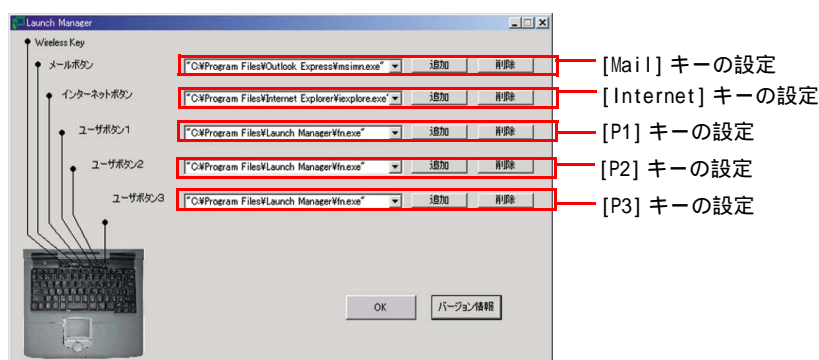 Launch Manager
Wireless Key
メールボタン "C:¥Program Files¥Outlook Express¥msimn.exe" 追加 削除 [Mail] キーの設定
インターネットボタン "C:¥Program Files¥Internet Explorer¥iexplore.exe" 追加 削除 [Internet] キーの設定
ユーザボタン1 "C:¥Program Files¥Launch Manager¥fn.exe" 追加 削除 [P1] キーの設定
ユーザボタン2 "C:¥Program Files¥Launch Manager¥fn.exe" 追加 削除 [P2] キーの設定
ユーザボタン3 "C:¥Program Files¥Launch Manager¥fn.exe" 追加 削除 [P3] キーの設定
OK バージョン情報